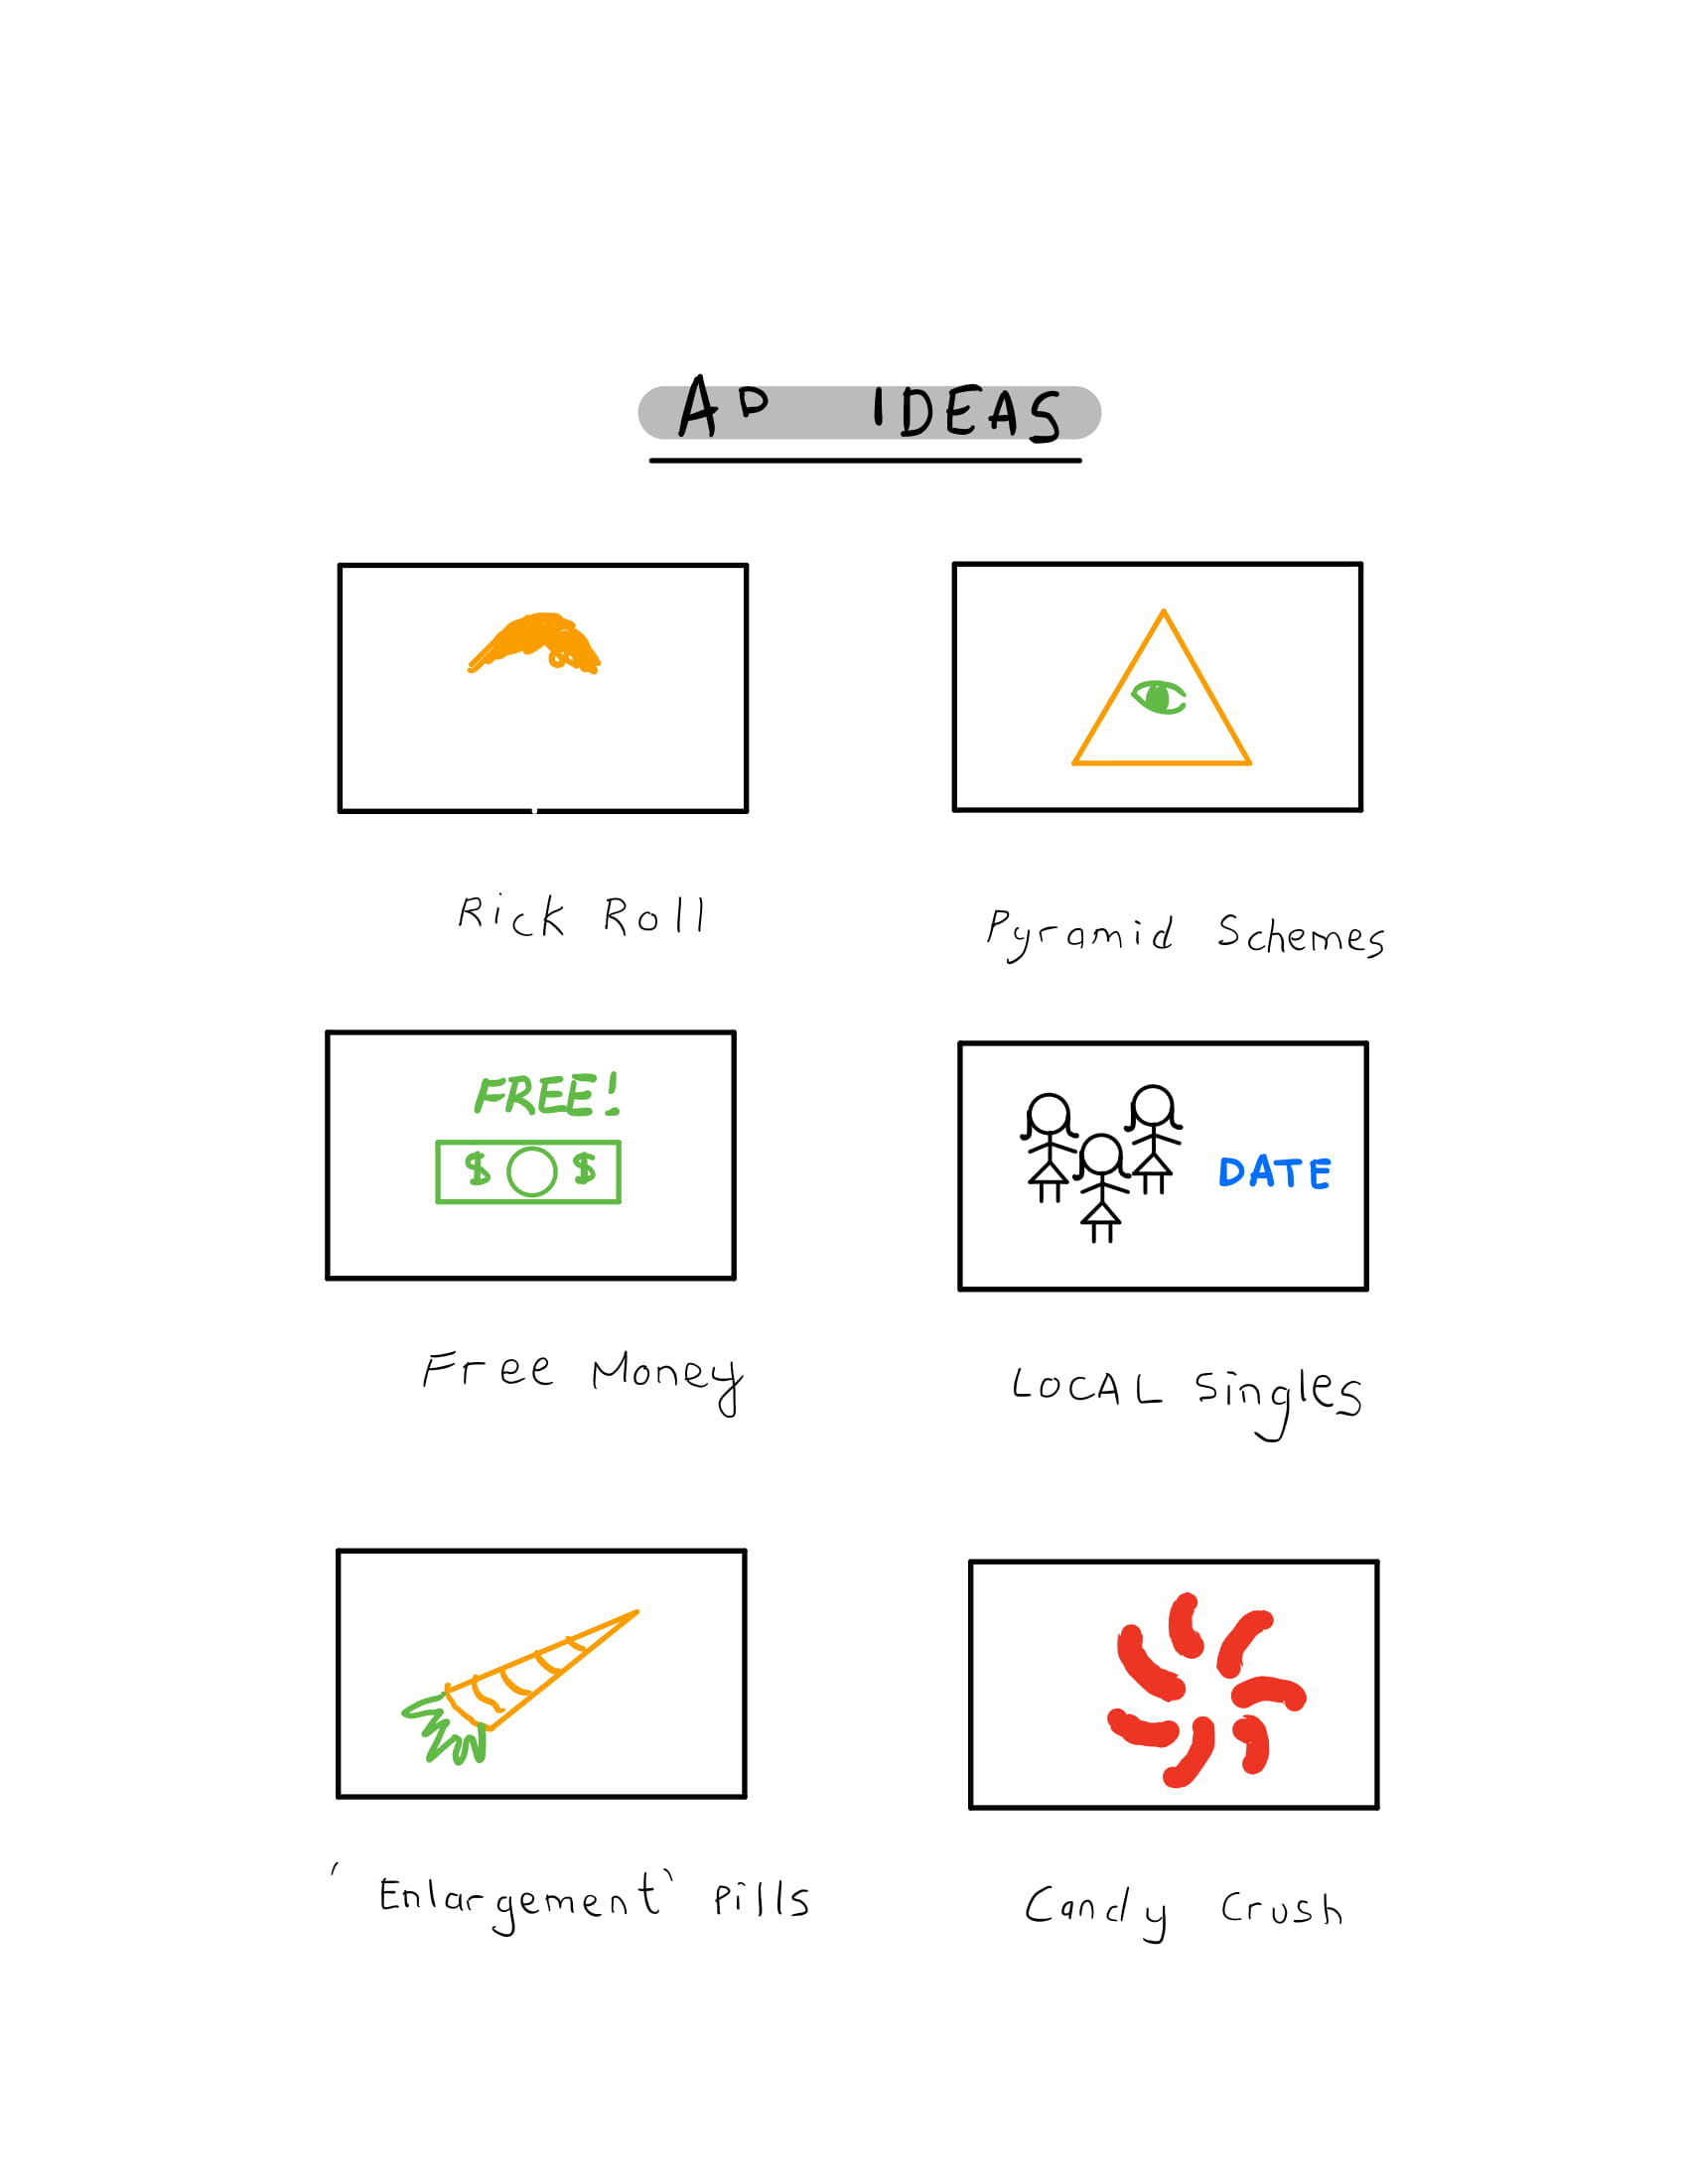 AD IDEAS
Rick Roll
Pyramid Schemes
FREE!
$ $
Free Money
DATE
LOCAL Singles
'Enlargement' Pills
Candy Crush